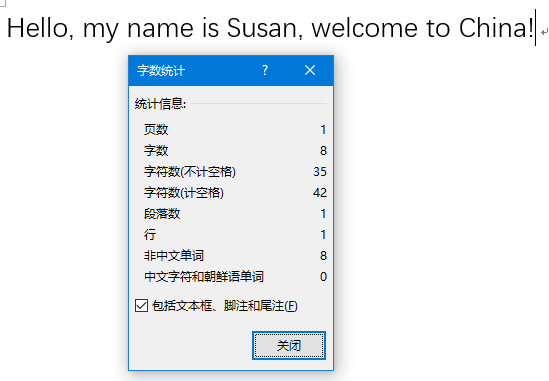 Hello, my name is Susan, welcome to China!
字数统计
统计信息:
页数 1
字数 8
字符数(不计空格) 35
字符数(计空格) 42
段落数 1
行 1
非中文单词 8
中文字符和朝鲜语单词 0
包括文本框、脚注和尾注(F)
关闭